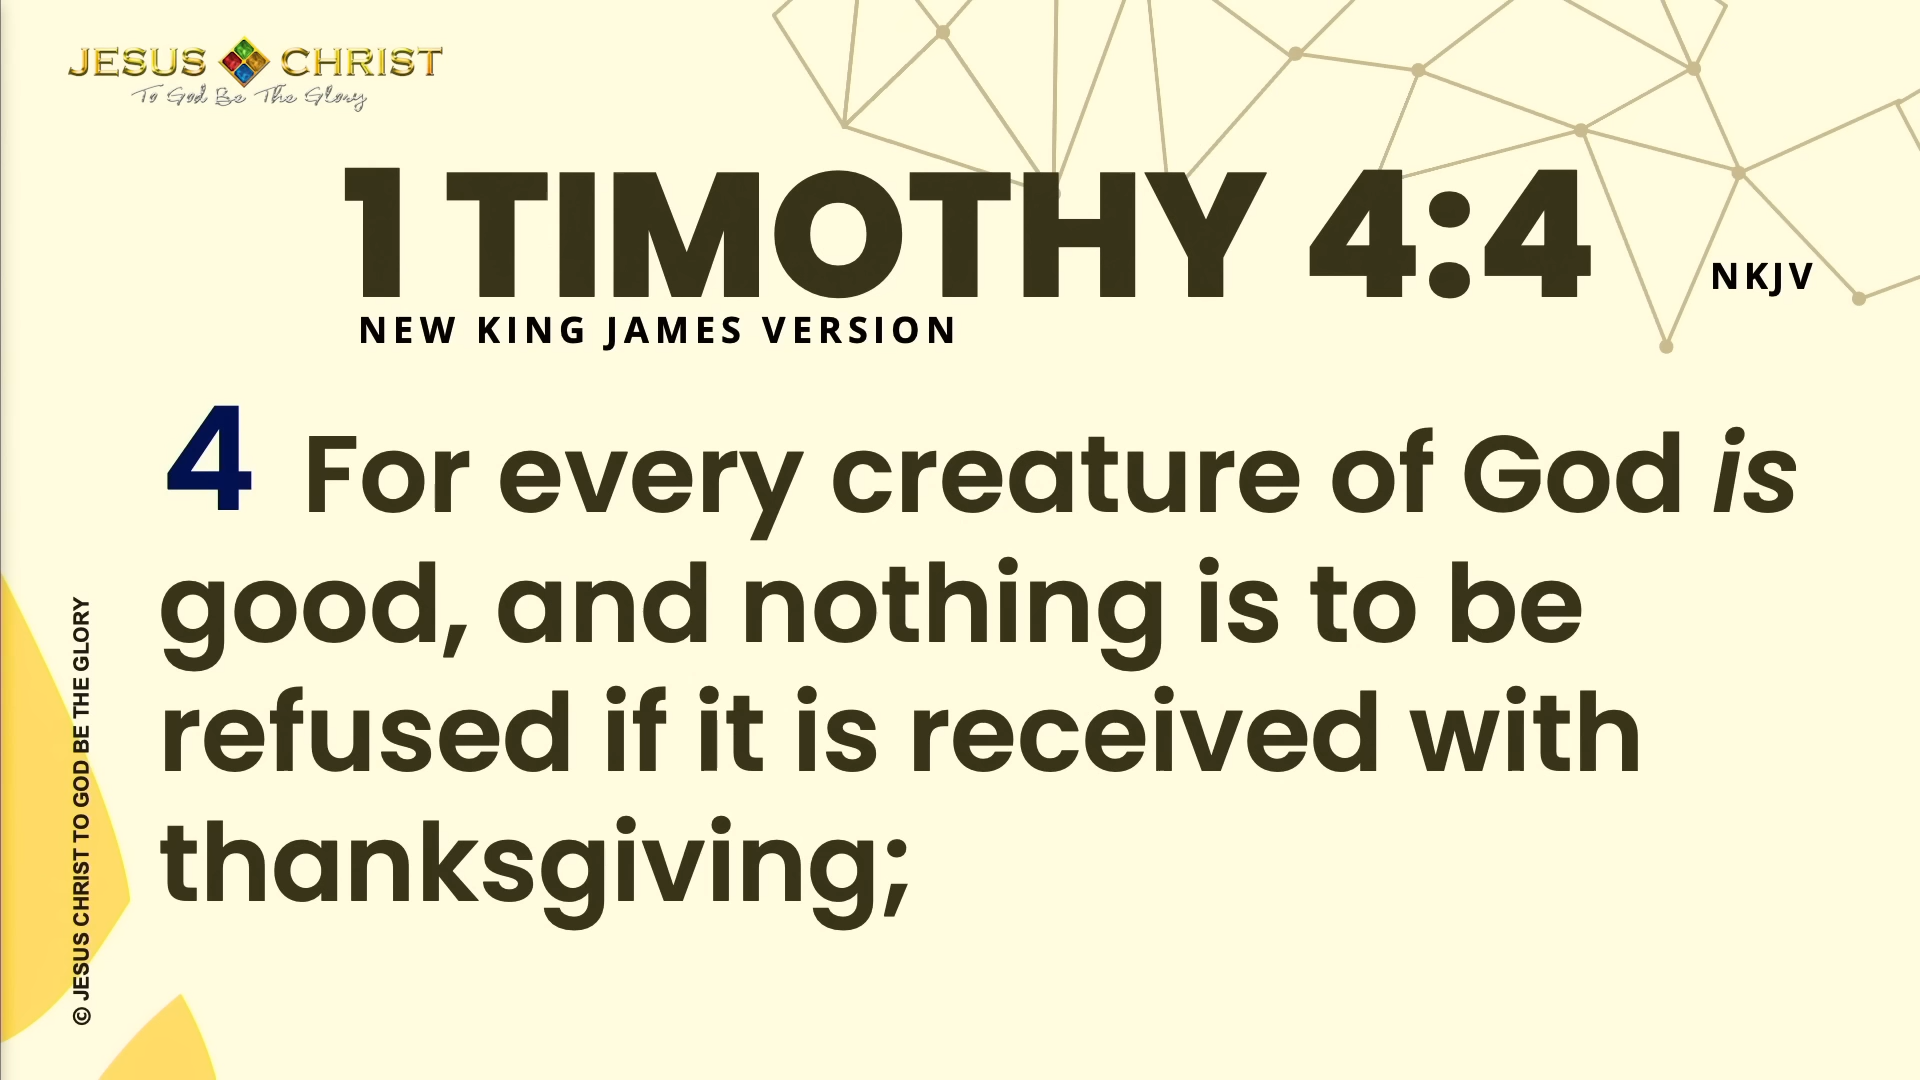 JESUS CHRIST
To God Be The Glory
1 TIMOTHY 4:4
NKJV
NEW KING JAMES VERSION
4 For every creature of God is
good, and nothing is to be
refused if it is received with
thanksgiving;
© JESUS CHRIST TO GOD BE THE GLORY